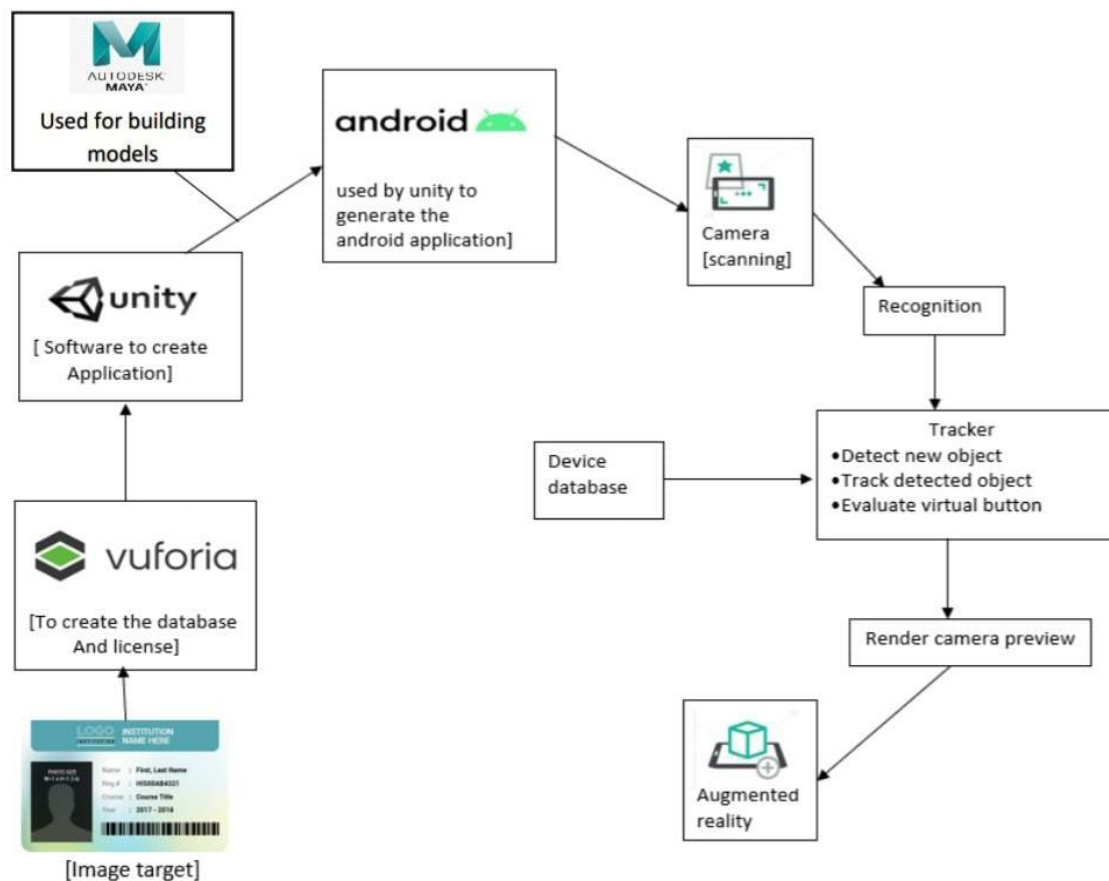 AUTODESK
MAYA
Used for building
models
android
used by unity to
generate the
android application]
Camera
[scanning]
Recognition
unity
[ Software to create
Application]
Tracker
•Detect new object
•Track detected object
•Evaluate virtual button
Device
database
vuforia
[To create the database
And license]
Render camera preview
LOGO
INSTITUTION
NAME HERE
Name : First, Last Name
Course : Course Title
Year : 2017 - 2018
[Image target]
Augmented
reality